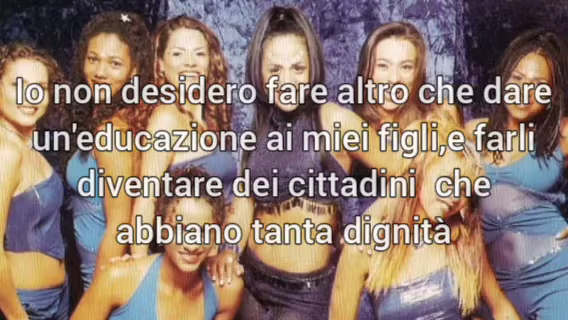 Io non desidero fare altro che dare
un'educazione ai miei figli,e farli
diventare dei cittadini che
abbiano tanta dignità